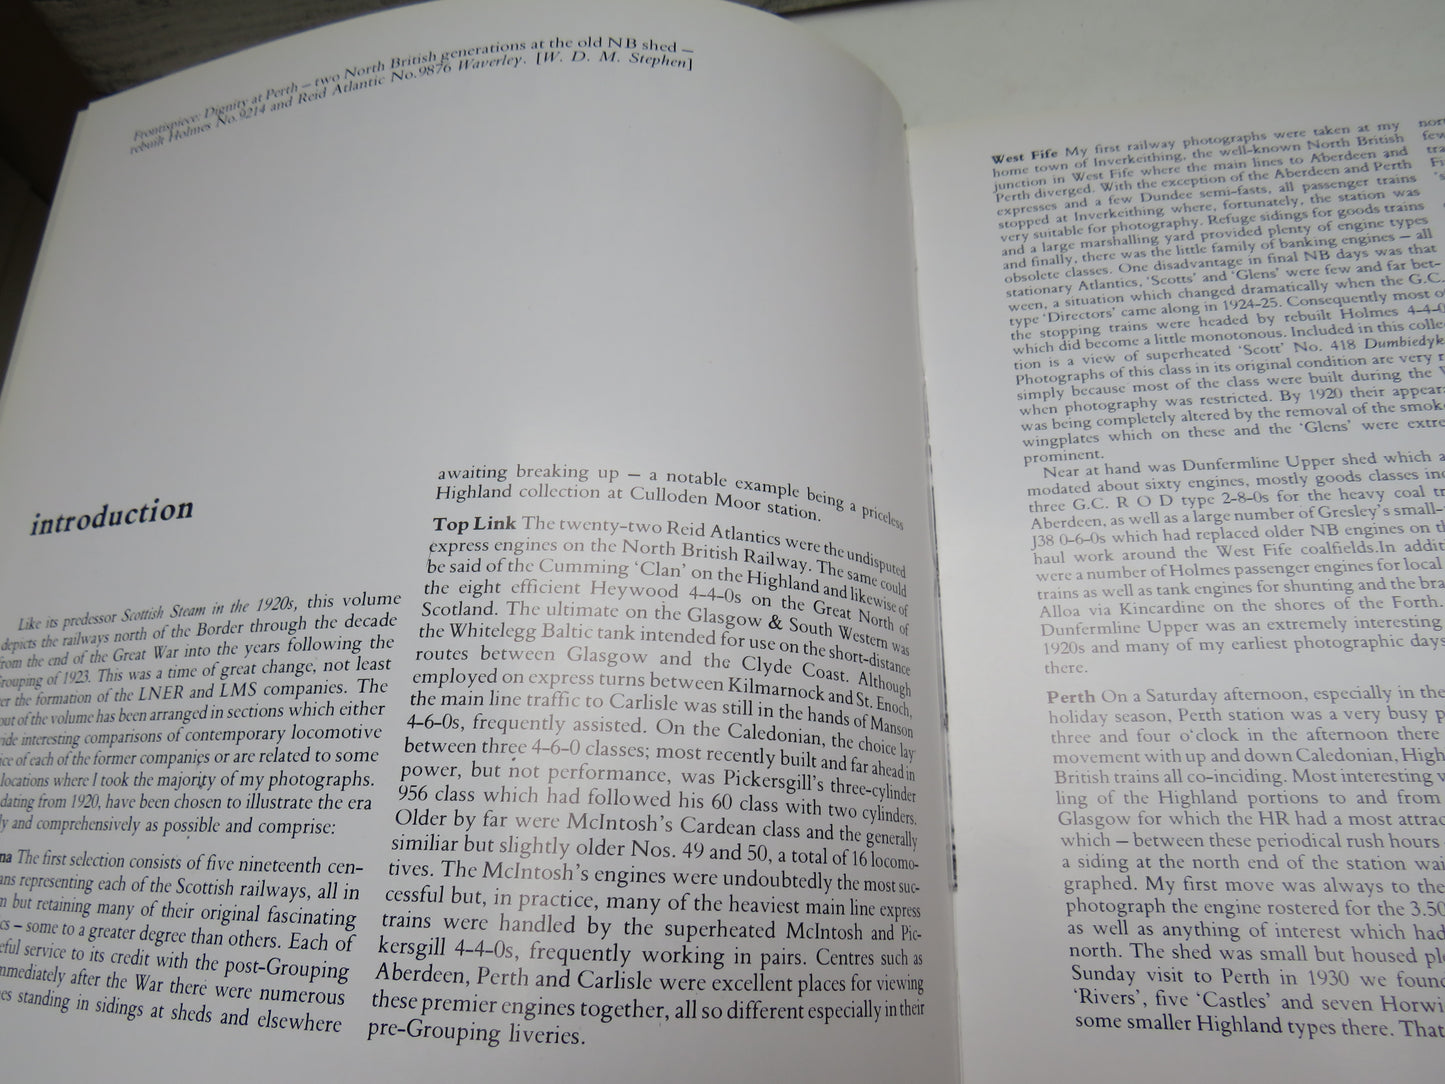 Frontispiece: Dignity at Perth – two North British generations at the old NB shed –
rebuilt Holmes No.9214 and Reid Atlantic No.9876 Waverley. [W. D. M. Stephen]
introduction
Like its predessor Scottish Steam in the 1920s, this volume
depicts the railways north of the Border through the decade
from the end of the Great War into the years following the
Grouping of 1923. This was a time of great change, not least
the formation of the LNER and LMS companies. The
out of the volume has been arranged in sections which either
interesting comparisons of contemporary locomotive
of each of the former companies or are related to some
locations where I took the majority of my photographs.
dating from 1920, have been chosen to illustrate the era
and comprehensively as possible and comprise:
The first selection consists of five nineteenth cen-
representing each of the Scottish railways, all in
but retaining many of their original fascinating
– some to a greater degree than others. Each of
service to its credit with the post-Grouping
immediately after the War there were numerous
standing in sidings at sheds and elsewhere
awaiting breaking up – a notable example being a priceless
Highland collection at Culloden Moor station.
Top Link The twenty-two Reid Atlantics were the undisputed
express engines on the North British Railway. The same could
be said of the Cumming 'Clan' on the Highland and likewise of
the eight efficient Heywood 4-4-0s on the Great North of
Scotland. The ultimate on the Glasgow & South Western was
the Whitelegg Baltic tank intended for use on the short-distance
routes between Glasgow and the Clyde Coast. Although
employed on express turns between Kilmarnock and St. Enoch,
the main line traffic to Carlisle was still in the hands of Manson
4-6-0s, frequently assisted. On the Caledonian, the choice lay
between three 4-6-0 classes; most recently built and far ahead in
power, but not performance, was Pickersgill's three-cylinder
956 class which had followed his 60 class with two cylinders.
Older by far were McIntosh's Cardean class and the generally
similiar but slightly older Nos. 49 and 50, a total of 16 locomo-
tives. The McIntosh's engines were undoubtedly the most suc-
cessful but, in practice, many of the heaviest main line express
trains were handled by the superheated McIntosh and Pic-
kersgill 4-4-0s, frequently working in pairs. Centres such as
Aberdeen, Perth and Carlisle were excellent places for viewing
these premier engines together, all so different especially in their
pre-Grouping liveries.
West Fife My first railway photographs were taken at my
home town of Inverkeithing, the well-known North British
junction in West Fife where the main lines to Aberdeen and
Perth diverged. With the exception of the Aberdeen and Perth
expresses and a few Dundee semi-fasts, all passenger trains
stopped at Inverkeithing where, fortunately, the station was
very suitable for photography. Refuge sidings for goods trains
and a large marshalling yard provided plenty of engine types
and finally, there was the little family of banking engines – all
obsolete classes. One disadvantage in final NB days was that
stationary Atlantics, 'Scotts' and 'Glens' were few and far bet-
ween, a situation which changed dramatically when the G.C.
type 'Directors' came along in 1924-25. Consequently most of
the stopping trains were headed by rebuilt Holmes 4-4-0
which did become a little monotonous. Included in this colle
tion is a view of superheated 'Scott' No. 418 Dumbiedyk
Photographs of this class in its original condition are very r
simply because most of the class were built during the W
when photography was restricted. By 1920 their appear
was being completely altered by the removal of the smok
wingplates which on these and the 'Glens' were extre
prominent.
Near at hand was Dunfermline Upper shed which a
modated about sixty engines, mostly goods classes inc
three G.C. R O D type 2-8-0s for the heavy coal tr
Aberdeen, as well as a large number of Gresley's small-
J38 0-6-0s which had replaced older NB engines on th
haul work around the West Fife coalfields.In additi
were a number of Holmes passenger engines for local
trains as well as tank engines for shunting and the bra
Alloa via Kincardine on the shores of the Forth.
Dunfermline Upper was an extremely interesting
1920s and many of my earliest photographic days
there.
Perth On a Saturday afternoon, especially in the
holiday season, Perth station was a very busy p
three and four o'clock in the afternoon there
movement with up and down Caledonian, High
British trains all co-inciding. Most interesting w
ling of the Highland portions to and from
Glasgow for which the HR had a most attrac
which – between these periodical rush hours
a siding at the north end of the station wai
graphed. My first move was always to the
photograph the engine rostered for the 3.50
as well as anything of interest which had
north. The shed was small but housed ple
Sunday visit to Perth in 1930 we found
'Rivers', five 'Castles' and seven Horwi
some smaller Highland types there. That
nor
few
tra